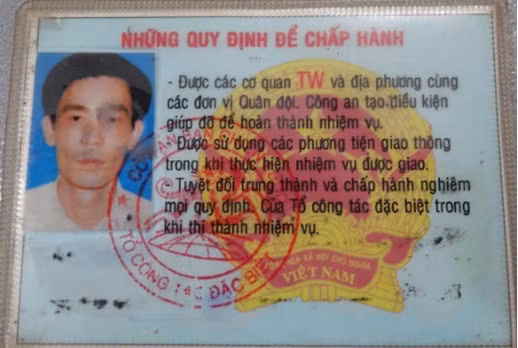 NHỮNG QUY ĐỊNH ĐỂ CHẤP HÀNH
- Được các cơ quan TW và địa phương cùng
các đơn vị Quân đội. Công an tạo điều kiện
giúp đỡ để hoàn thành nhiệm vụ.
- Được sử dụng các phương tiện giao thông
trong khi thực hiện nhiệm vụ được giao.
- Tuyệt đối trung thành và chấp hành nghiêm
mọi quy định. Của Tổ công tác đặc biệt trong
khi thi thành nhiệm vụ.
XÃ HỘI CHỦ NGHĨA
VIỆT NAM
TỔ CÔNG TÁC ĐẶC BIỆT